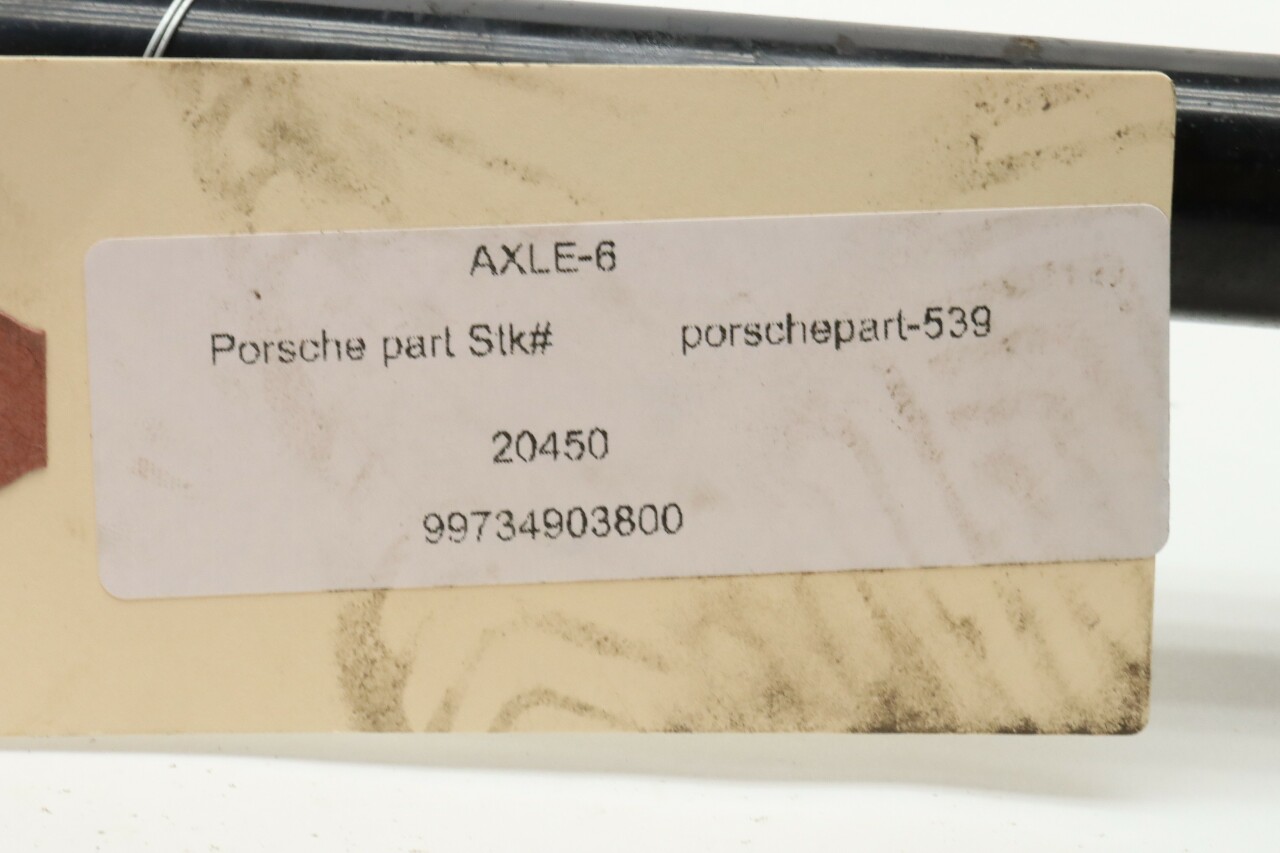 AXLE-6
Porsche part Stk# porschepart-539
20450
99734903800